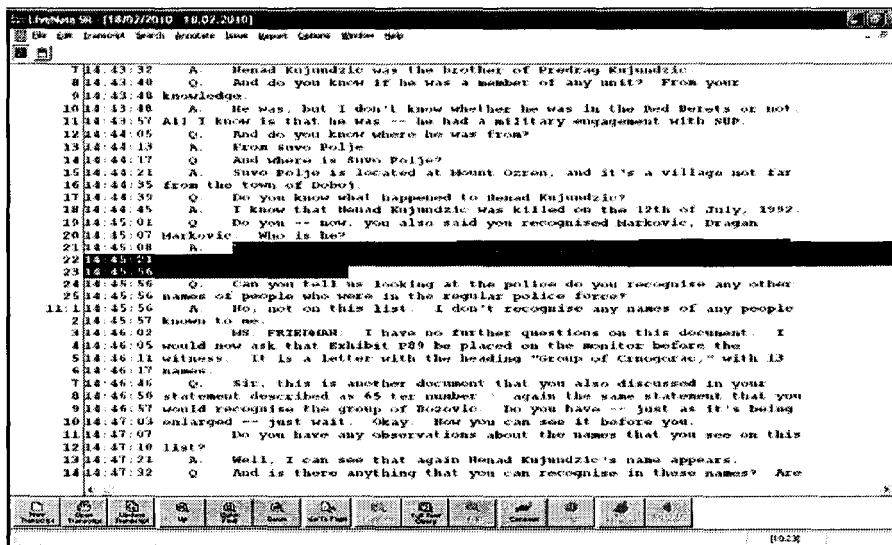 LiveNote SR - [18/02/2010 18.02.2010]
File Edit Transcript Search Annotate Issue Report Options Window Help
7 14:43:32 A. Nenad Kujundzic was the brother of Predrag Kujundzic.
8 14:43:40 Q. And do you know if he was a member of any unit? From your
9 14:43:48 knowledge.
10 14:43:48 A. He was, but I don't know whether he was in the Red Berets or not.
11 14:43:57 All I know is that he was -- he had a military engagement with SUP.
12 14:44:05 Q. And do you know where he was from?
13 14:44:13 A. From Suvo Polje
14 14:44:17 Q And where is Suvo Polje?
15 14:44:21 A. Suvo Polje is located at Mount Ozren, and it's a village not far
16 14:44:35 from the town of Doboj.
17 14:44:39 Q. Do you know what happened to Nenad Kujundzic?
18 14:44:45 A. I know that Nenad Kujundzic was killed on the 12th of July, 1992.
19 14:45:01 Q Do you -- now, you also said you recognised Markovic, Dragan
20 14:45:07 Markovic. Who is he?
21 14:45:08 A.
22 14:45:21
23 14:45:56
24 14:45:56 Q. Can you tell us looking at the police do you recognise any other
25 14:45:56 names of people who were in the regular police force?
11:1 14:45:56 A. No, not on this list. I don't recognise any names of any people
2 14:45:57 known to me.
3 14:46:02 MS. FRIEDMAN: I have no further questions on this document. I
4 14:46:05 would now ask that Exhibit P89 be placed on the monitor before the
5 14:46:11 witness. It is a letter with the heading "Group of Crnogorac," with 13
6 14:46:17 names.
7 14:46:46 Q. Sir, this is another document that you also discussed in your
8 14:46:50 statement described as 65 ter number ` again the same statement that you
9 14:46:57 would recognise the group of Bozovic. Do you have -- just as it's being
10 14:47:03 enlarged -- just wait. Okay. Now you can see it before you.
11 14:47:07 Do you have any observations about the names that you see on this
12 14:47:10 list?
13 14:47:21 A. Well, I can see that again Nenad Kujundzic's name appears.
14 14:47:32 Q And is there anything that you can recognise in these names? Are
New Transcript Open Transcript Up Quick Find Down Go To Page Full Text Query Connect
[10:23]